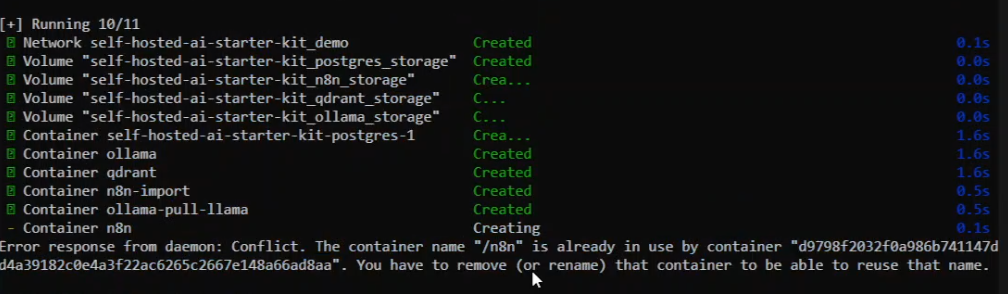 [+] Running 10/11
Network self-hosted-ai-starter-kit_demo Created 0.1s
Volume "self-hosted-ai-starter-kit_postgres_storage" Created 0.0s
Volume "self-hosted-ai-starter-kit_n8n_storage" Crea... 0.0s
Volume "self-hosted-ai-starter-kit_qdrant_storage" C... 0.0s
Volume "self-hosted-ai-starter-kit_ollama_storage" C... 0.0s
Container self-hosted-ai-starter-kit-postgres-1 Crea... 1.6s
Container ollama Created 1.6s
Container qdrant Created 1.6s
Container n8n-import Created 0.5s
Container ollama-pull-llama Created 0.5s
- Container n8n Creating 0.1s
Error response from daemon: Conflict. The container name "/n8n" is already in use by container "d9798f2032f0a986b741147d
d4a39182c0e4a3f22ac6265c2667e148a66ad8aa". You have to remove (or rename) that container to be able to reuse that name.